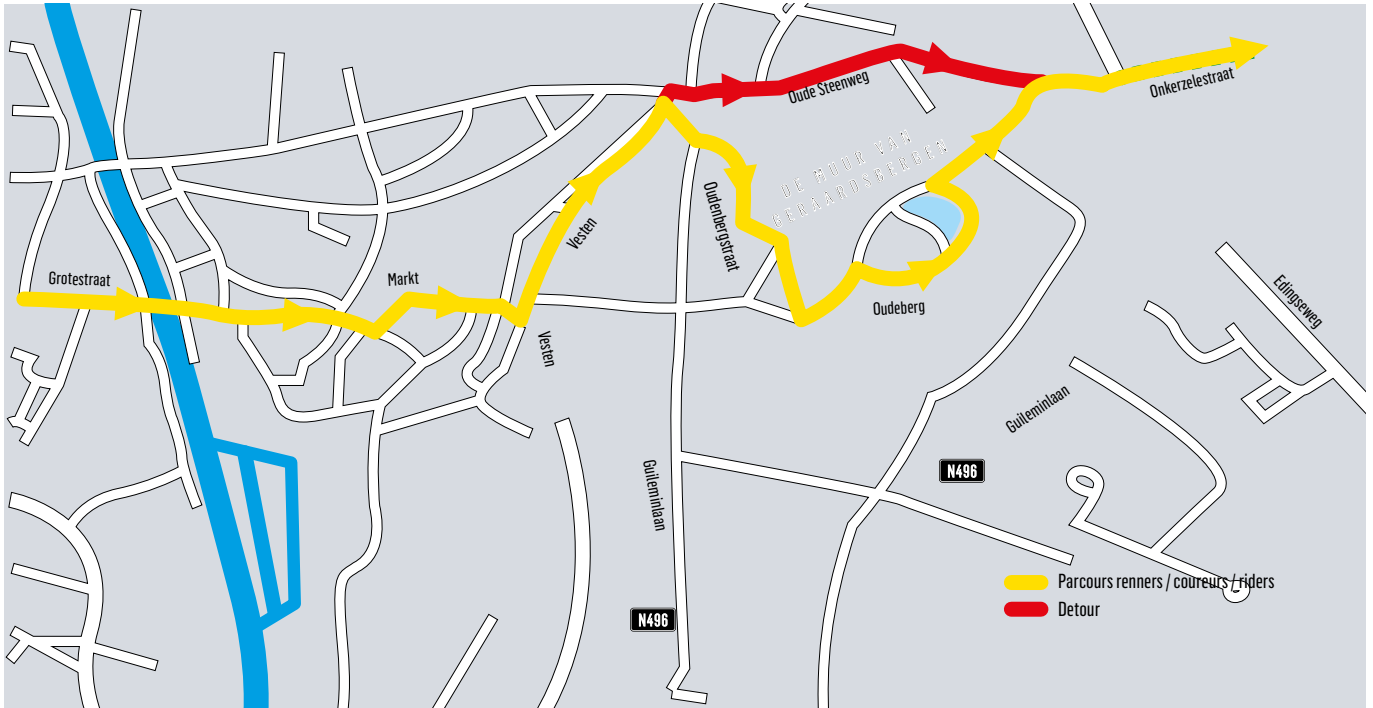 Oude Steenweg
Onkerzelestraat
DE MUUR VAN
GERAARDSBERGEN
Oudenbergstraat
Vesten
Grotestraat
Markt
Oudeberg
Edingseweg
Vesten
Guileminlaan
Guileminlaan
N496
Parcours renners / coureurs / riders
Detour
N496